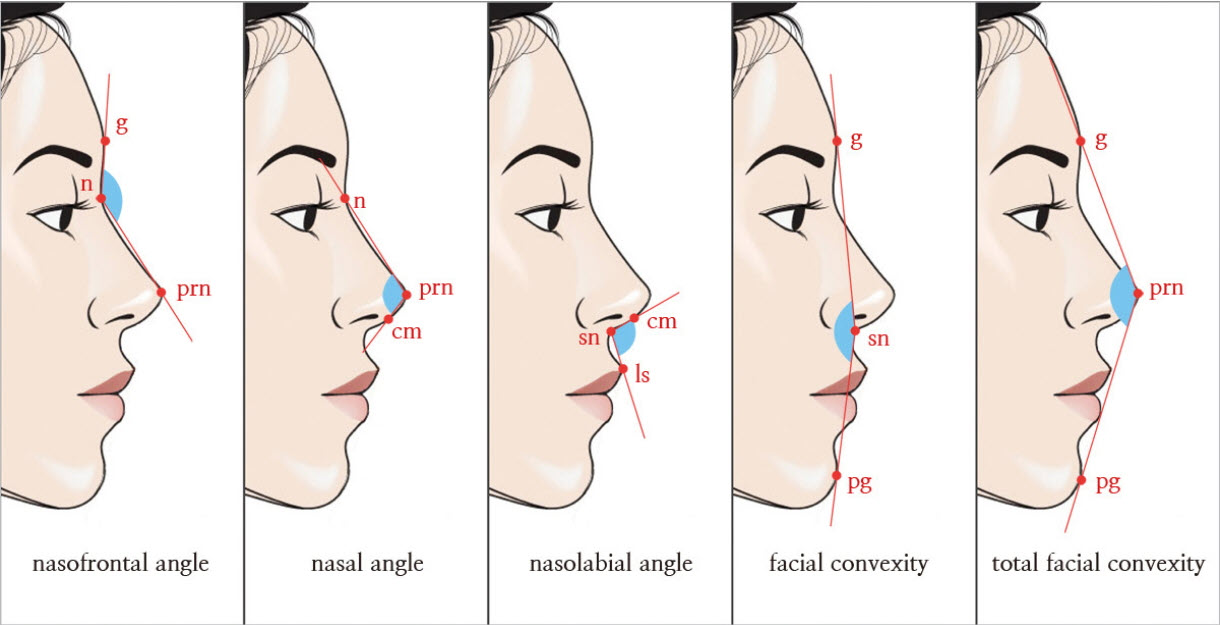 g
n
prn
nasofrontal angle
n
prn
cm
nasal angle
cm
sn
ls
nasolabial angle
g
sn
pg
facial convexity
g
prn
pg
total facial convexity